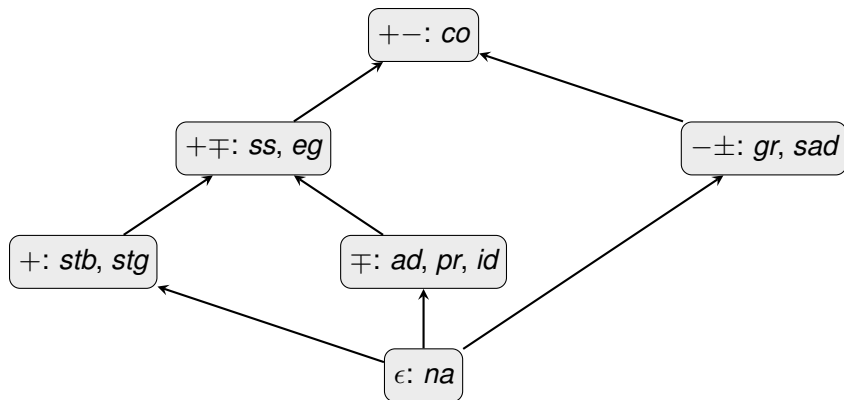 +−: co
+∓: ss, eg
−±: gr, sad
+: stb, stg
∓: ad, pr, id
ϵ: na